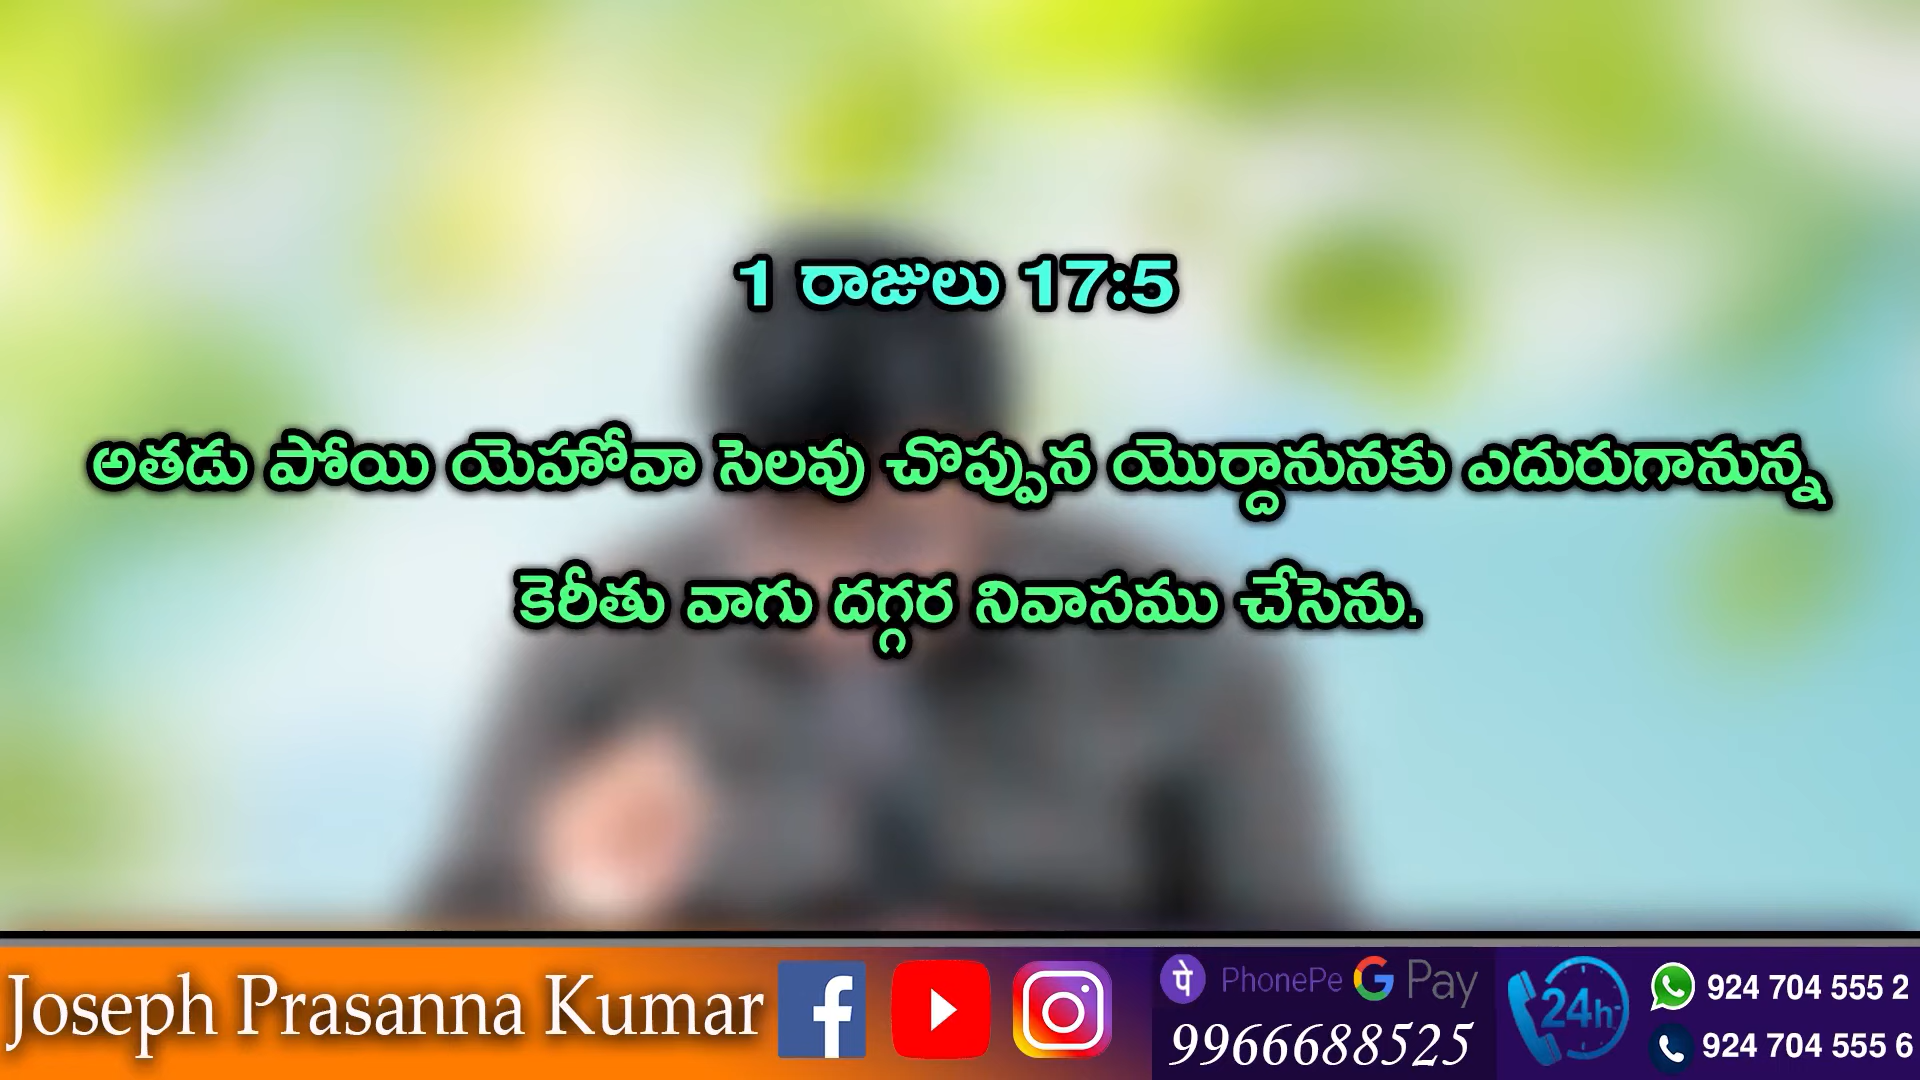 1 రాజులు 17:5
అతడు పోయి యెహోవా సెలవు చొప్పున యొర్దానునకు ఎదురుగానున్న
కెరీతు వాగు దగ్గర నివాసము చేసెను.
Joseph Prasanna Kumar
PhonePe G Pay
9966688525
24h
924 704 555 2
924 704 555 6